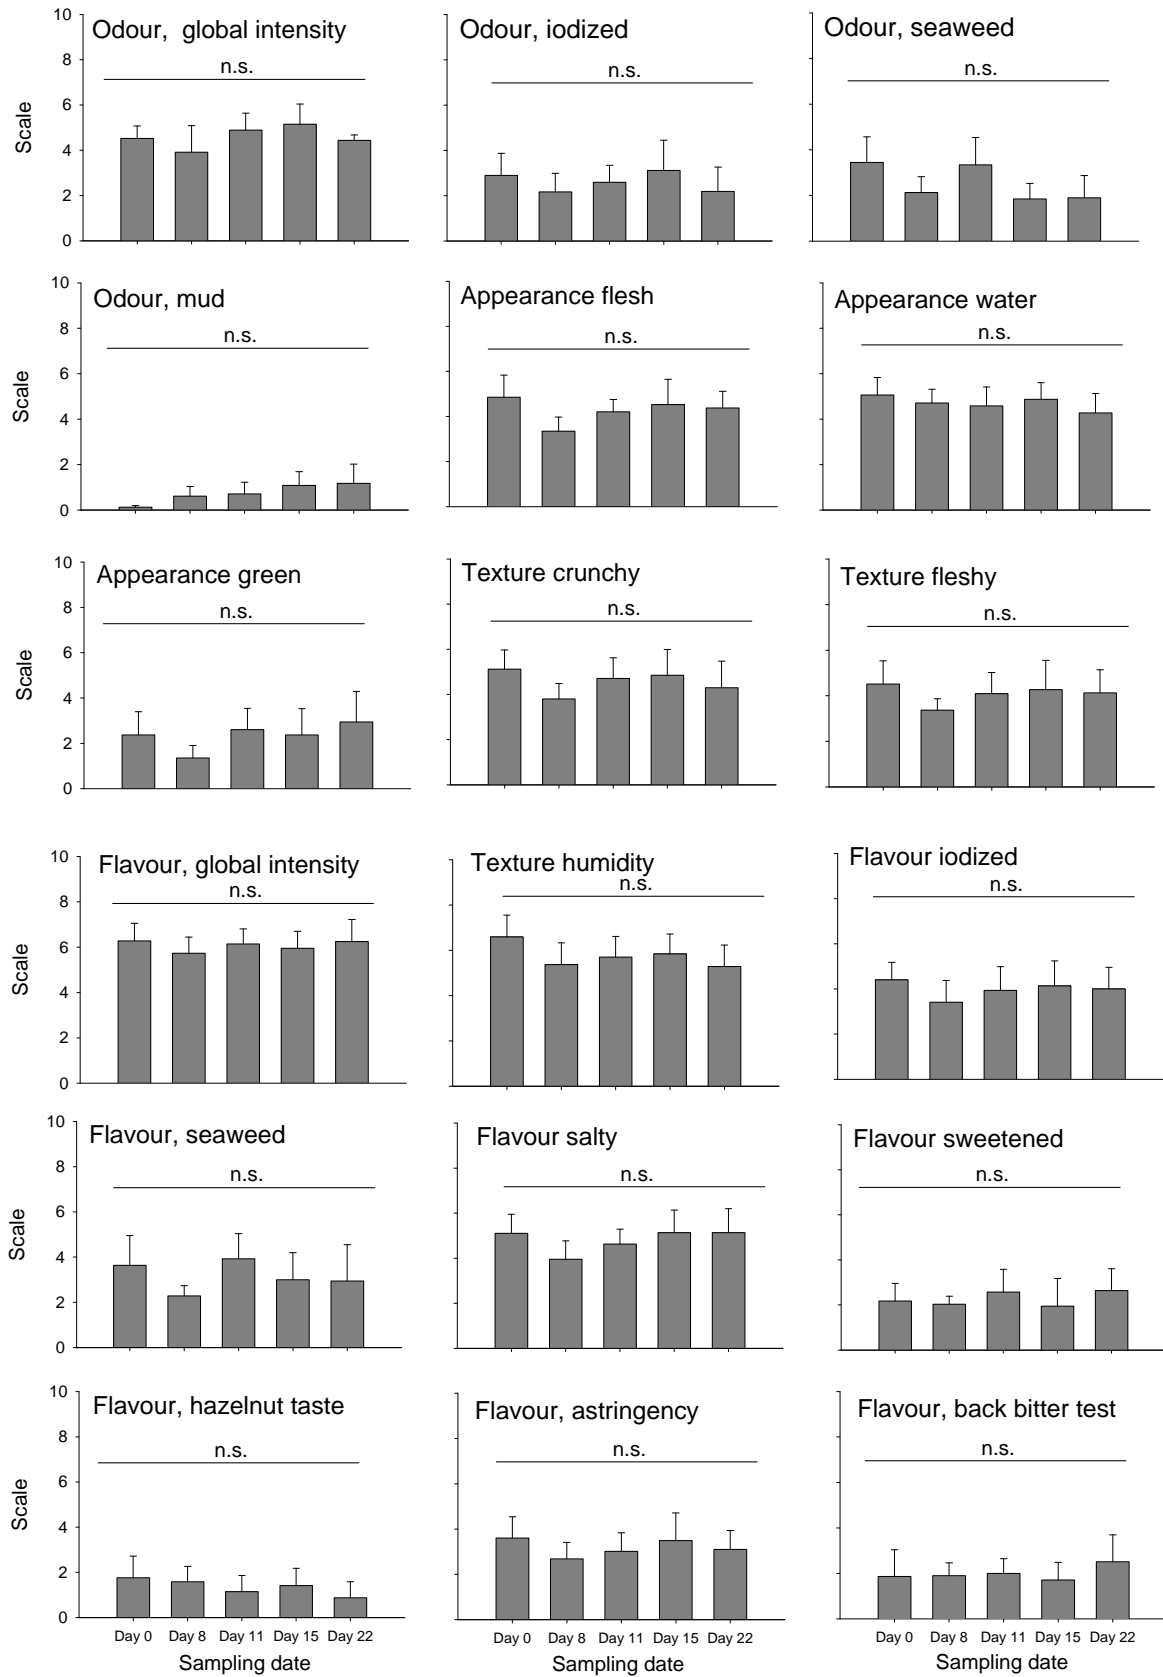 Odour, global intensity
n.s.
Scale
10
8
6
4
2
0
Odour, iodized
n.s.
Odour, seaweed
n.s.
Odour, mud
n.s.
Scale
10
8
6
4
2
0
Appearance flesh
n.s.
Appearance water
n.s.
Appearance green
n.s.
Scale
10
8
6
4
2
0
Texture crunchy
n.s.
Texture fleshy
n.s.
Flavour, global intensity
n.s.
Scale
10
8
6
4
2
0
Texture humidity
n.s.
Flavour iodized
n.s.
Flavour, seaweed
n.s.
Scale
10
8
6
4
2
0
Flavour salty
n.s.
Flavour sweetened
n.s.
Flavour, hazelnut taste
n.s.
Scale
10
8
6
4
2
0
Day 0 Day 8 Day 11 Day 15 Day 22
Sampling date
Flavour, astringency
n.s.
Day 0 Day 8 Day 11 Day 15 Day 22
Sampling date
Flavour, back bitter test
n.s.
Day 0 Day 8 Day 11 Day 15 Day 22
Sampling date